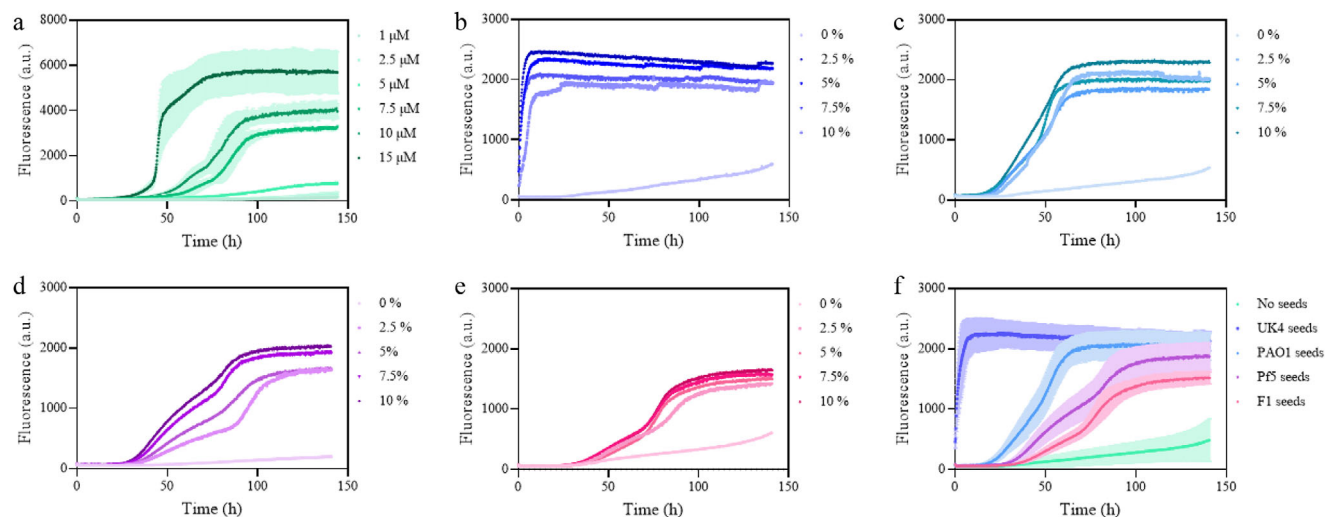 a
8000
6000
4000
2000
0
Fluorescence (a.u.)
0 50 100 150
Time (h)
1 μM
2.5 μM
5 μM
7.5 μM
10 μM
15 μM
b
3000
2000
1000
0
Fluorescence (a.u.)
0 50 100 150
Time (h)
0 %
2.5 %
5%
7.5%
10 %
c
3000
2000
1000
0
Fluorescence (a.u.)
0 50 100 150
Time (h)
0 %
2.5 %
5%
7.5%
10 %
d
3000
2000
1000
0
Fluorescence (a.u.)
0 50 100 150
Time (h)
0 %
2.5 %
5%
7.5%
10 %
e
3000
2000
1000
0
Fluorescence (a.u.)
0 50 100 150
Time (h)
0 %
2.5 %
5 %
7.5%
10 %
f
3000
2000
1000
0
Fluorescence (a.u.)
0 50 100 150
Time (h)
No seeds
UK4 seeds
PAO1 seeds
Pf5 seeds
F1 seeds